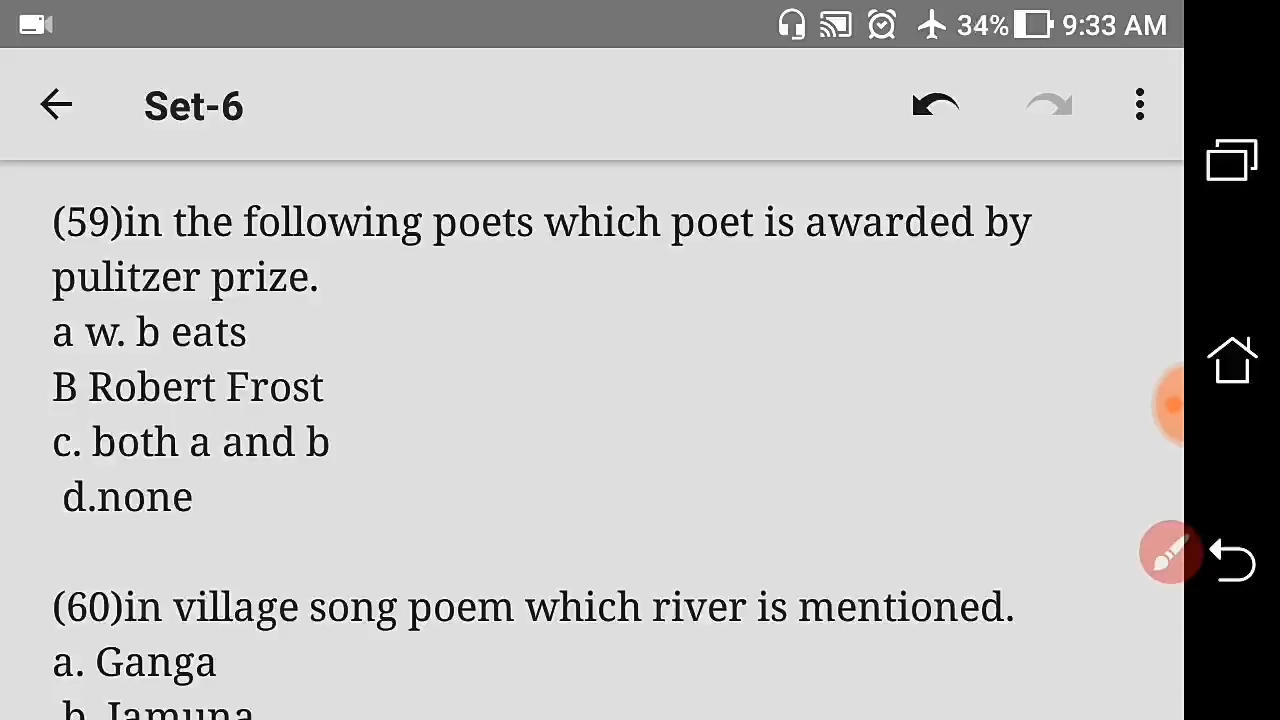 34% 9:33 AM
Set-6
(59)in the following poets which poet is awarded by
pulitzer prize.
a w. b eats
B Robert Frost
c. both a and b
d.none
(60)in village song poem which river is mentioned.
a. Ganga
b. Jamuna